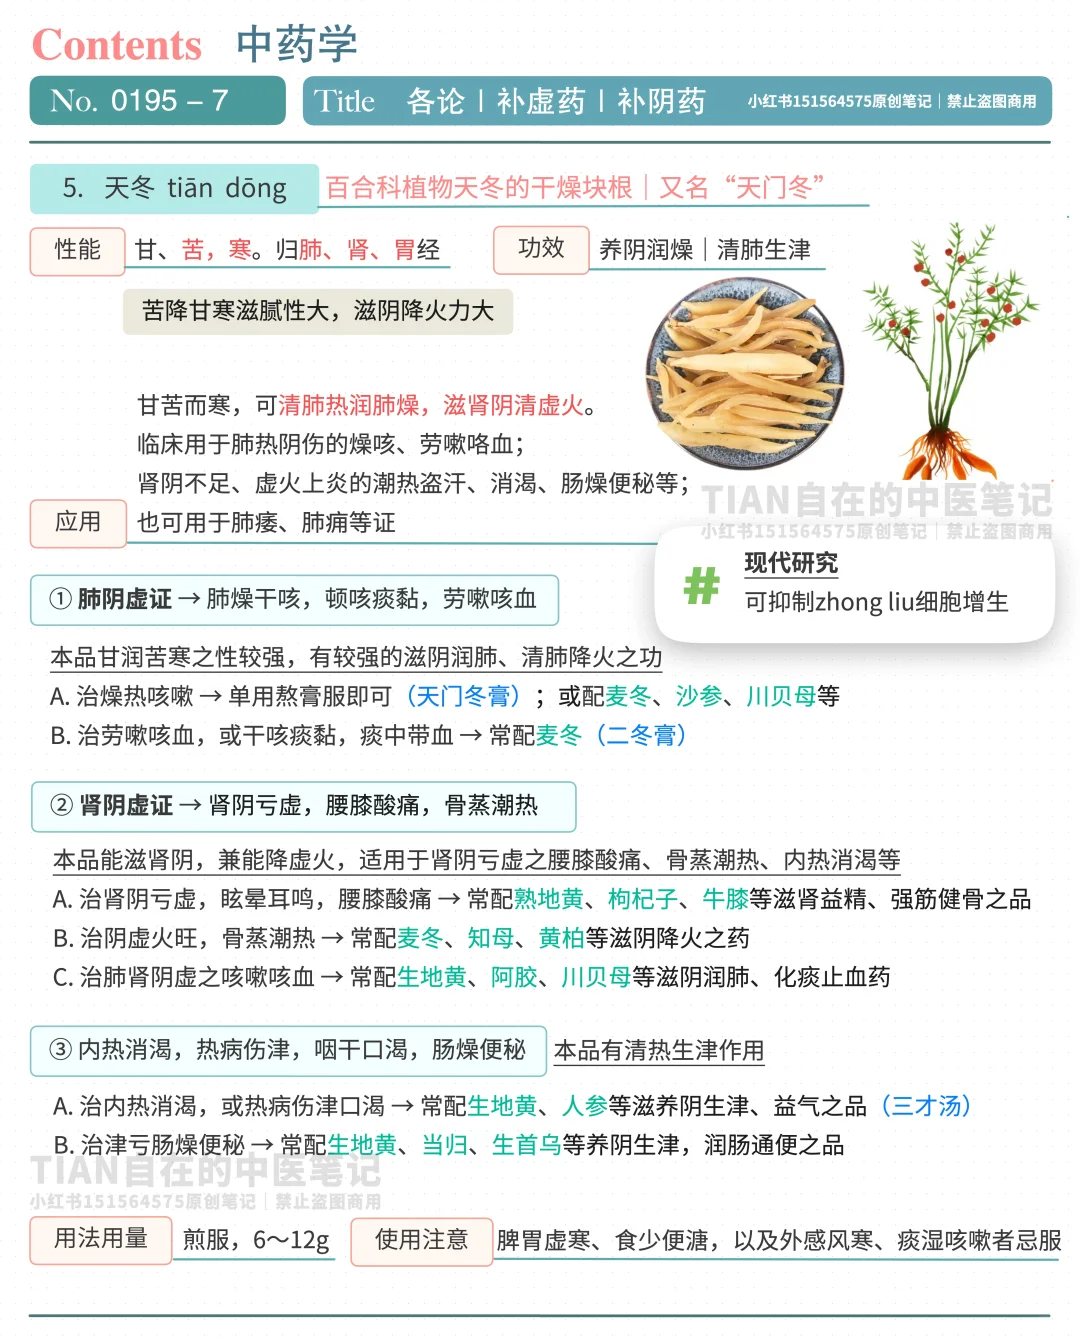 Contents 中药学
No. 0195 – 7
Title 各论｜补虚药｜补阴药 小红书151564575原创笔记｜禁止盗图商用
5. 天冬 tiān dōng 百合科植物天冬的干燥块根｜又名“天门冬”
性能 甘、苦，寒。归肺、肾、胃经 功效 养阴润燥｜清肺生津
苦降甘寒滋腻性大，滋阴降火力大
甘苦而寒，可清肺热润肺燥，滋肾阴清虚火。
临床用于肺热阴伤的燥咳、劳嗽咯血；
肾阴不足、虚火上炎的潮热盗汗、消渴、肠燥便秘等；
应用 也可用于肺痿、肺痈等证
TIAN自在的中医笔记
小红书151564575原创笔记｜禁止盗图商用
# 现代研究
可抑制zhong liu细胞增生
① 肺阴虚证 → 肺燥干咳，顿咳痰黏，劳嗽咳血
本品甘润苦寒之性较强，有较强的滋阴润肺、清肺降火之功
A. 治燥热咳嗽 → 单用熬膏服即可（天门冬膏）；或配麦冬、沙参、川贝母等
B. 治劳嗽咳血，或干咳痰黏，痰中带血 → 常配麦冬（二冬膏）
② 肾阴虚证 → 肾阴亏虚，腰膝酸痛，骨蒸潮热
本品能滋肾阴，兼能降虚火，适用于肾阴亏虚之腰膝酸痛、骨蒸潮热、内热消渴等
A. 治肾阴亏虚，眩晕耳鸣，腰膝酸痛 → 常配熟地黄、枸杞子、牛膝等滋肾益精、强筋健骨之品
B. 治阴虚火旺，骨蒸潮热 → 常配麦冬、知母、黄柏等滋阴降火之药
C. 治肺肾阴虚之咳嗽咳血 → 常配生地黄、阿胶、川贝母等滋阴润肺、化痰止血药
③ 内热消渴，热病伤津，咽干口渴，肠燥便秘 本品有清热生津作用
A. 治内热消渴，或热病伤津口渴 → 常配生地黄、人参等滋养阴生津、益气之品（三才汤）
B. 治津亏肠燥便秘 → 常配生地黄、当归、生首乌等养阴生津，润肠通便之品
TIAN自在的中医笔记
小红书151564575原创笔记｜禁止盗图商用
用法用量 煎服，6～12g 使用注意 脾胃虚寒、食少便溏，以及外感风寒、痰湿咳嗽者忌服